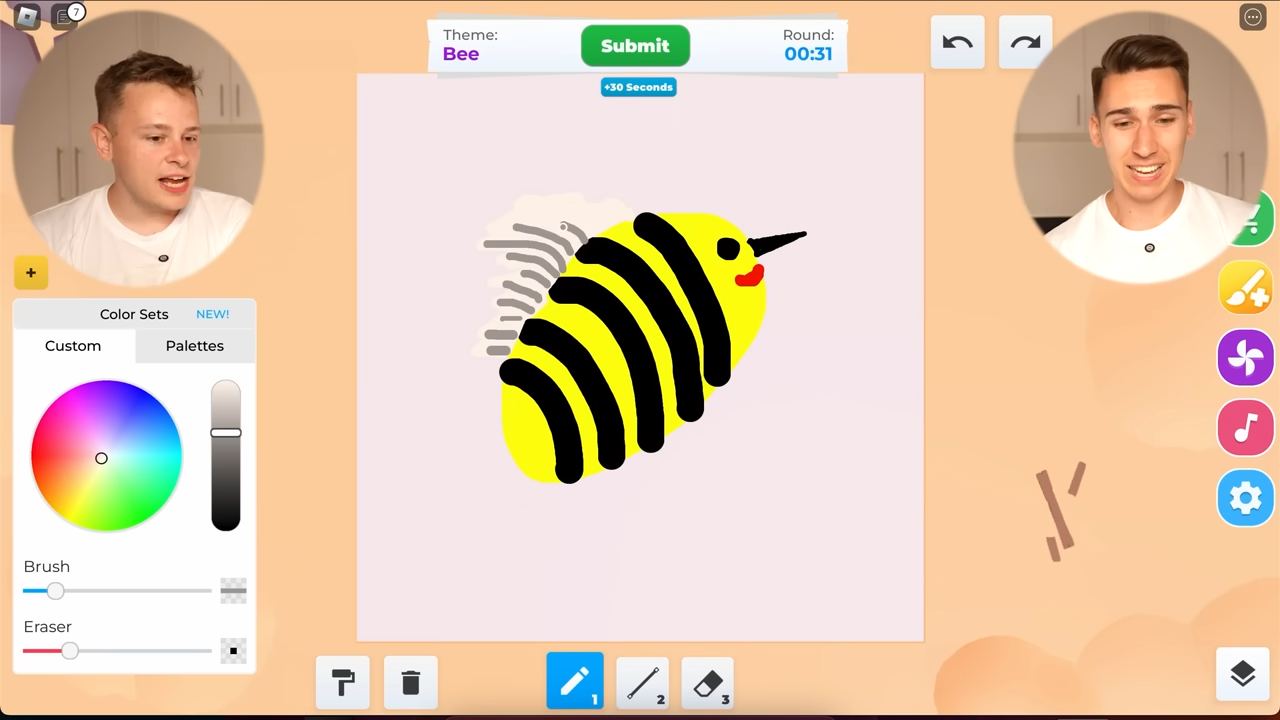 7
Theme:
Bee
Submit
Round:
00:31
+30 Seconds
+
Color Sets
NEW!
Custom
Palettes
Brush
Eraser
1
2
3